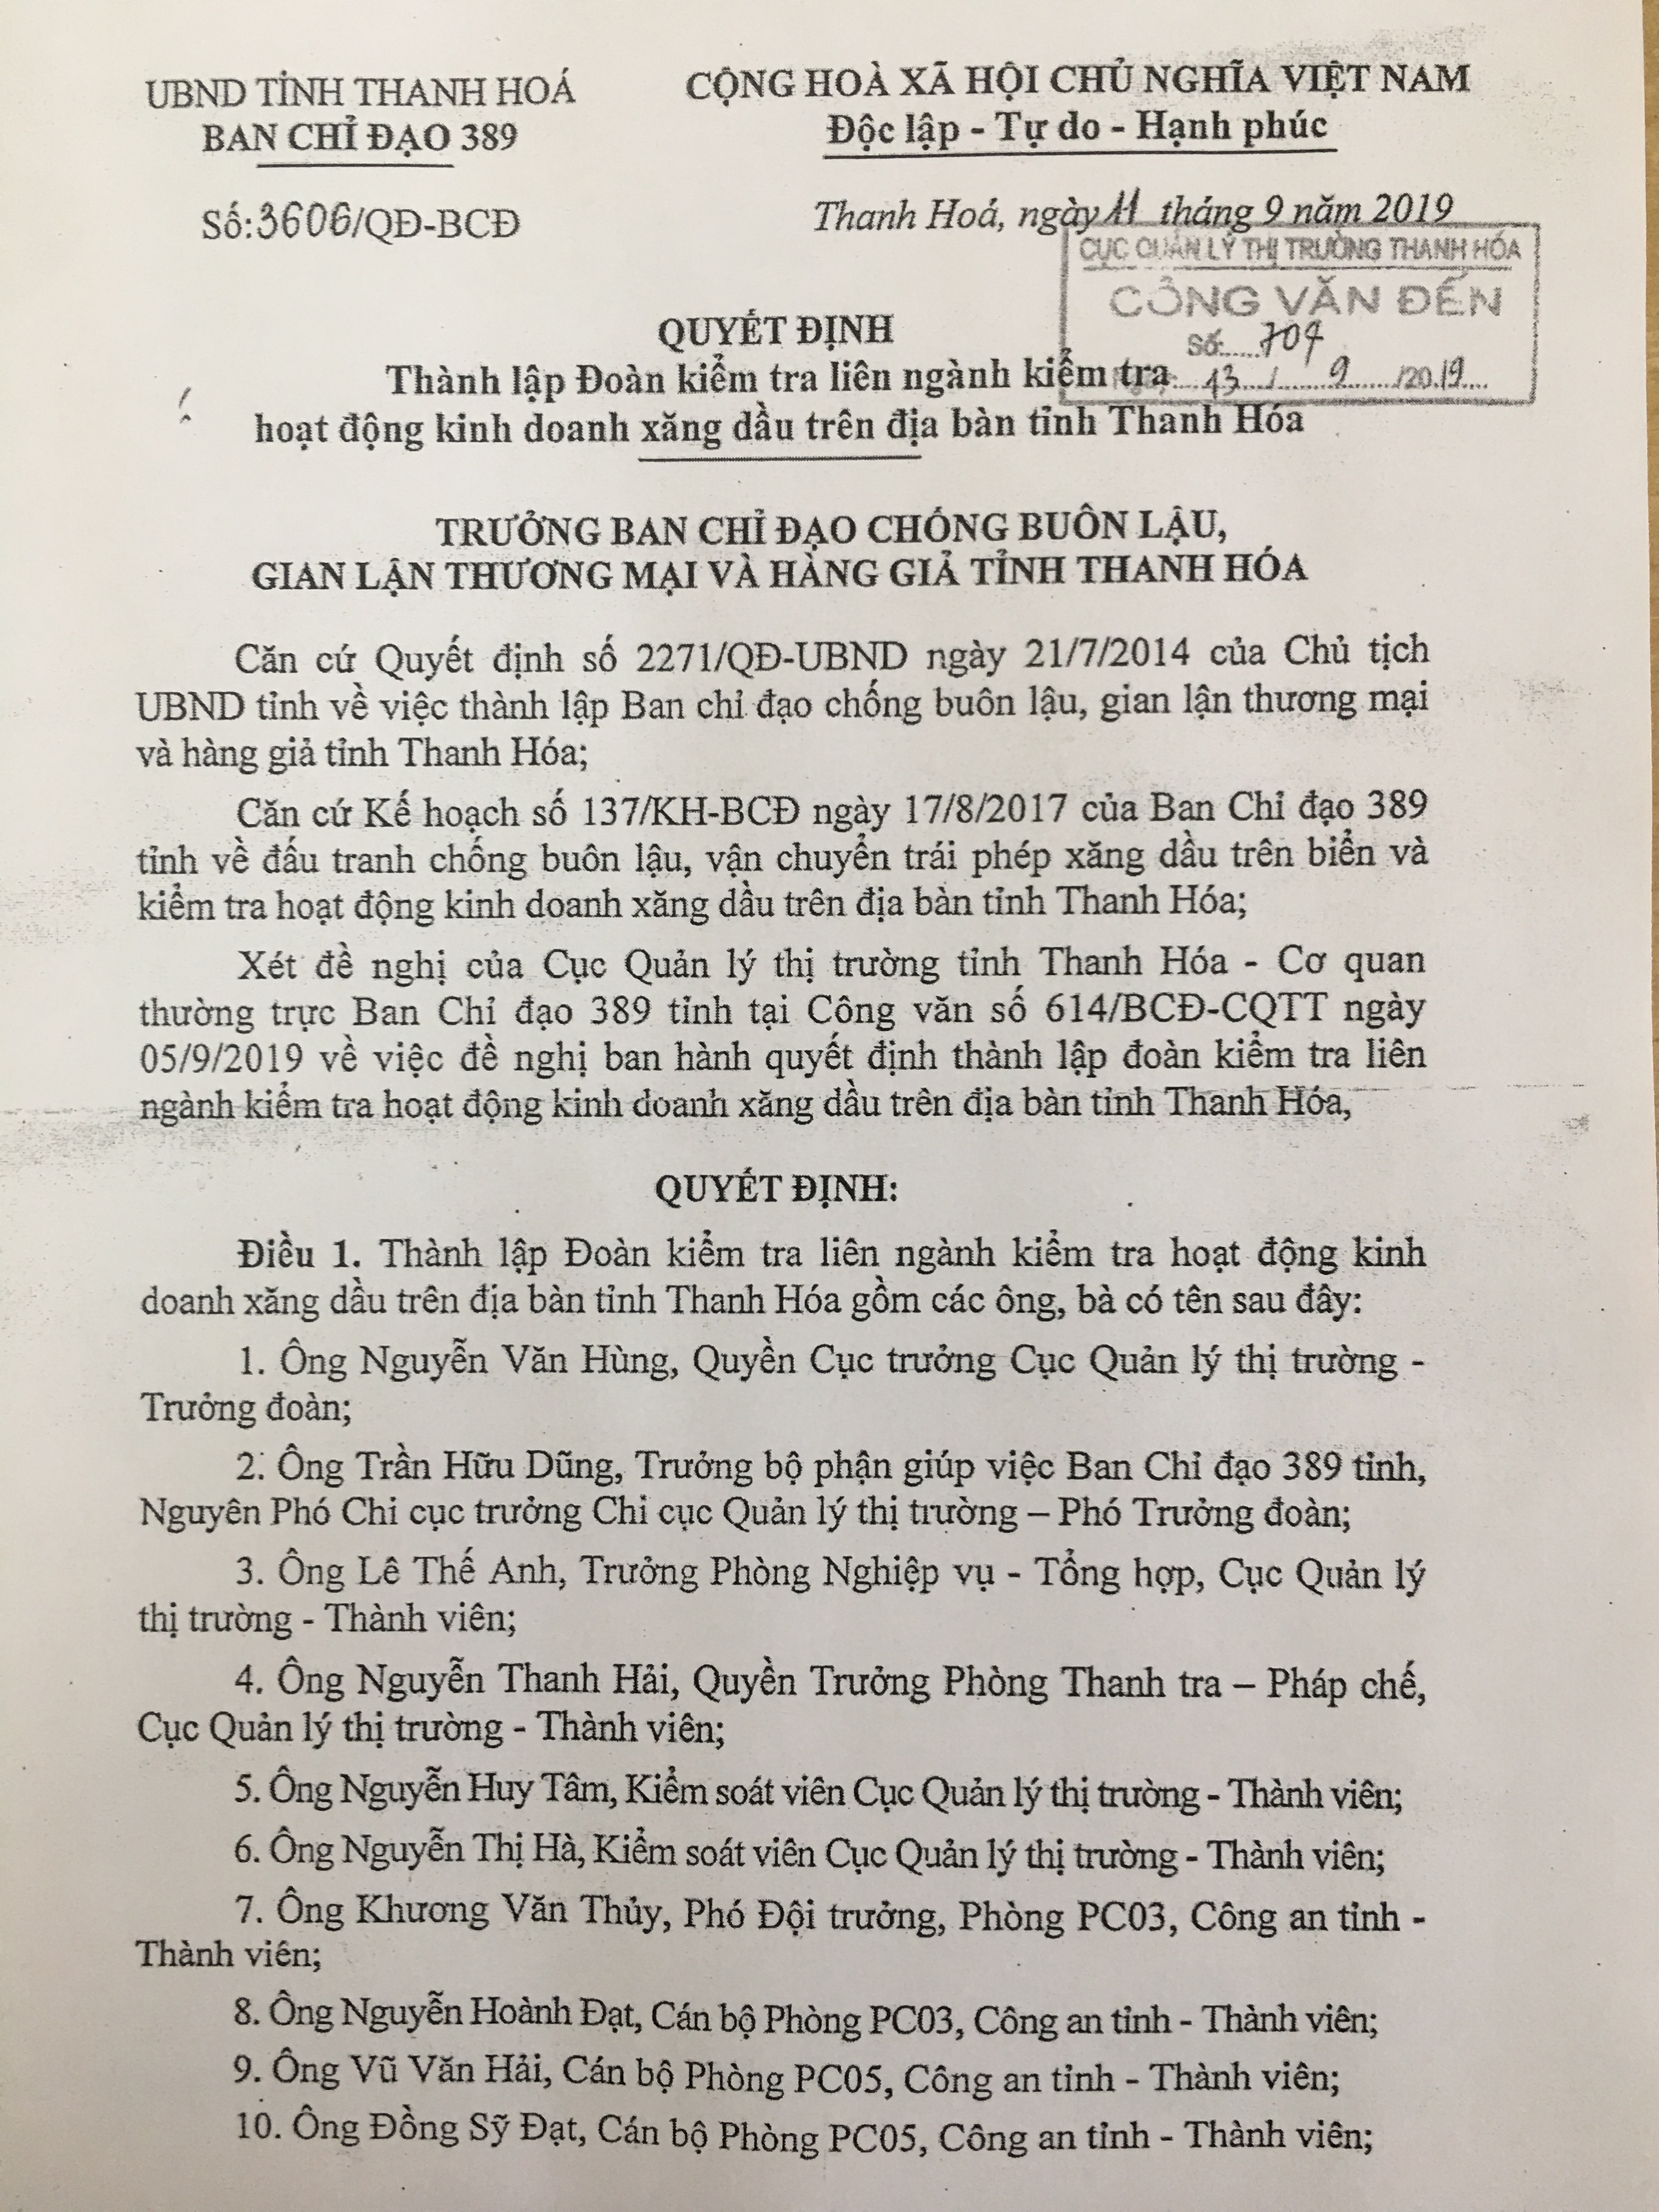 UBND TỈNH THANH HOÁ
BAN CHỈ ĐẠO 389
CỘNG HOÀ XÃ HỘI CHỦ NGHĨA VIỆT NAM
Độc lập - Tự do - Hạnh phúc
Số: 3606/QĐ-BCĐ
Thanh Hoá, ngày 11 tháng 9 năm 2019
CỤC QUẢN LÝ THỊ TRƯỜNG THANH HÓA
CÔNG VĂN ĐẾN
Số:......704
13 / 9 /2019
QUYẾT ĐỊNH
Thành lập Đoàn kiểm tra liên ngành kiểm tra
hoạt động kinh doanh xăng dầu trên địa bàn tỉnh Thanh Hóa
TRƯỞNG BAN CHỈ ĐẠO CHỐNG BUÔN LẬU,
GIAN LẬN THƯƠNG MẠI VÀ HÀNG GIẢ TỈNH THANH HÓA
Căn cứ Quyết định số 2271/QĐ-UBND ngày 21/7/2014 của Chủ tịch
UBND tỉnh về việc thành lập Ban chỉ đạo chống buôn lậu, gian lận thương mại
và hàng giả tỉnh Thanh Hóa;
Căn cứ Kế hoạch số 137/KH-BCĐ ngày 17/8/2017 của Ban Chỉ đạo 389
tỉnh về đấu tranh chống buôn lậu, vận chuyển trái phép xăng dầu trên biển và
kiểm tra hoạt động kinh doanh xăng dầu trên địa bàn tỉnh Thanh Hóa;
Xét đề nghị của Cục Quản lý thị trường tỉnh Thanh Hóa - Cơ quan
thường trực Ban Chỉ đạo 389 tỉnh tại Công văn số 614/BCĐ-CQTT ngày
05/9/2019 về việc đề nghị ban hành quyết định thành lập đoàn kiểm tra liên
ngành kiểm tra hoạt động kinh doanh xăng dầu trên địa bàn tỉnh Thanh Hóa,
QUYẾT ĐỊNH:
Điều 1. Thành lập Đoàn kiểm tra liên ngành kiểm tra hoạt động kinh
doanh xăng dầu trên địa bàn tỉnh Thanh Hóa gồm các ông, bà có tên sau đây:
1. Ông Nguyễn Văn Hùng, Quyền Cục trưởng Cục Quản lý thị trường -
Trưởng đoàn;
2. Ông Trần Hữu Dũng, Trưởng bộ phận giúp việc Ban Chỉ đạo 389 tỉnh,
Nguyên Phó Chi cục trưởng Chi cục Quản lý thị trường – Phó Trưởng đoàn;
3. Ông Lê Thế Anh, Trưởng Phòng Nghiệp vụ - Tổng hợp, Cục Quản lý
thị trường - Thành viên;
4. Ông Nguyễn Thanh Hải, Quyền Trưởng Phòng Thanh tra – Pháp chế,
Cục Quản lý thị trường - Thành viên;
5. Ông Nguyễn Huy Tâm, Kiểm soát viên Cục Quản lý thị trường - Thành viên;
6. Ông Nguyễn Thị Hà, Kiểm soát viên Cục Quản lý thị trường - Thành viên;
7. Ông Khương Văn Thủy, Phó Đội trưởng, Phòng PC03, Công an tỉnh -
Thành viên;
8. Ông Nguyễn Hoành Đạt, Cán bộ Phòng PC03, Công an tỉnh - Thành viên;
9. Ông Vũ Văn Hải, Cán bộ Phòng PC05, Công an tỉnh - Thành viên;
10. Ông Đồng Sỹ Đạt, Cán bộ Phòng PC05, Công an tỉnh - Thành viên;